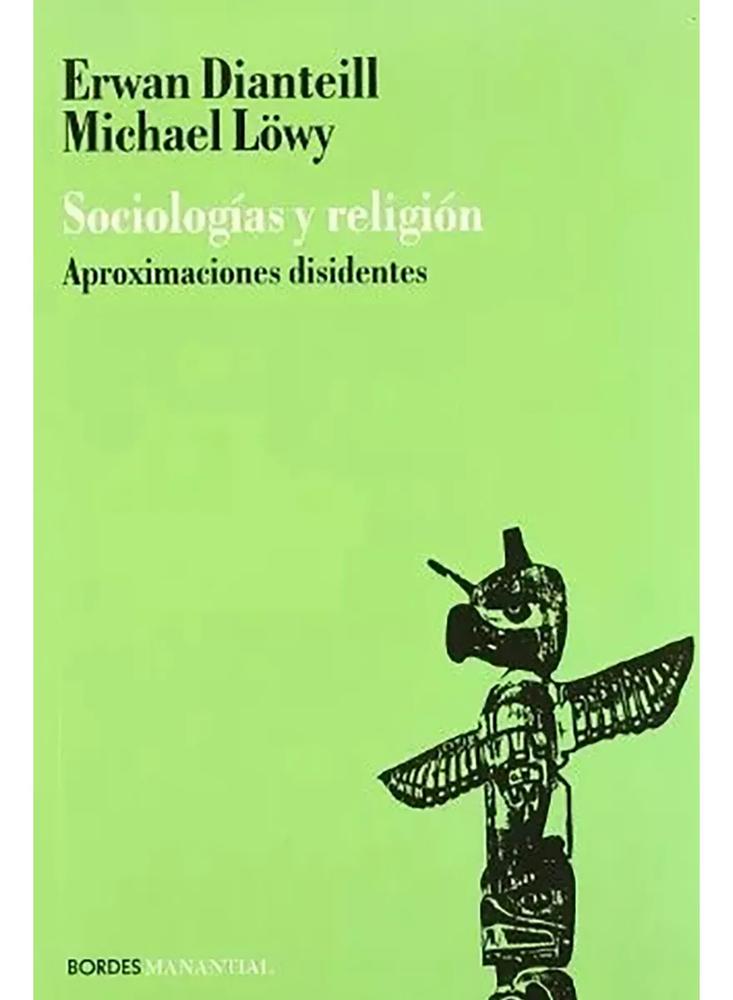 Erwan Dianteill
Michael Löwy
Sociologías y religión
Aproximaciones disidentes
BORDES MANANTIAL